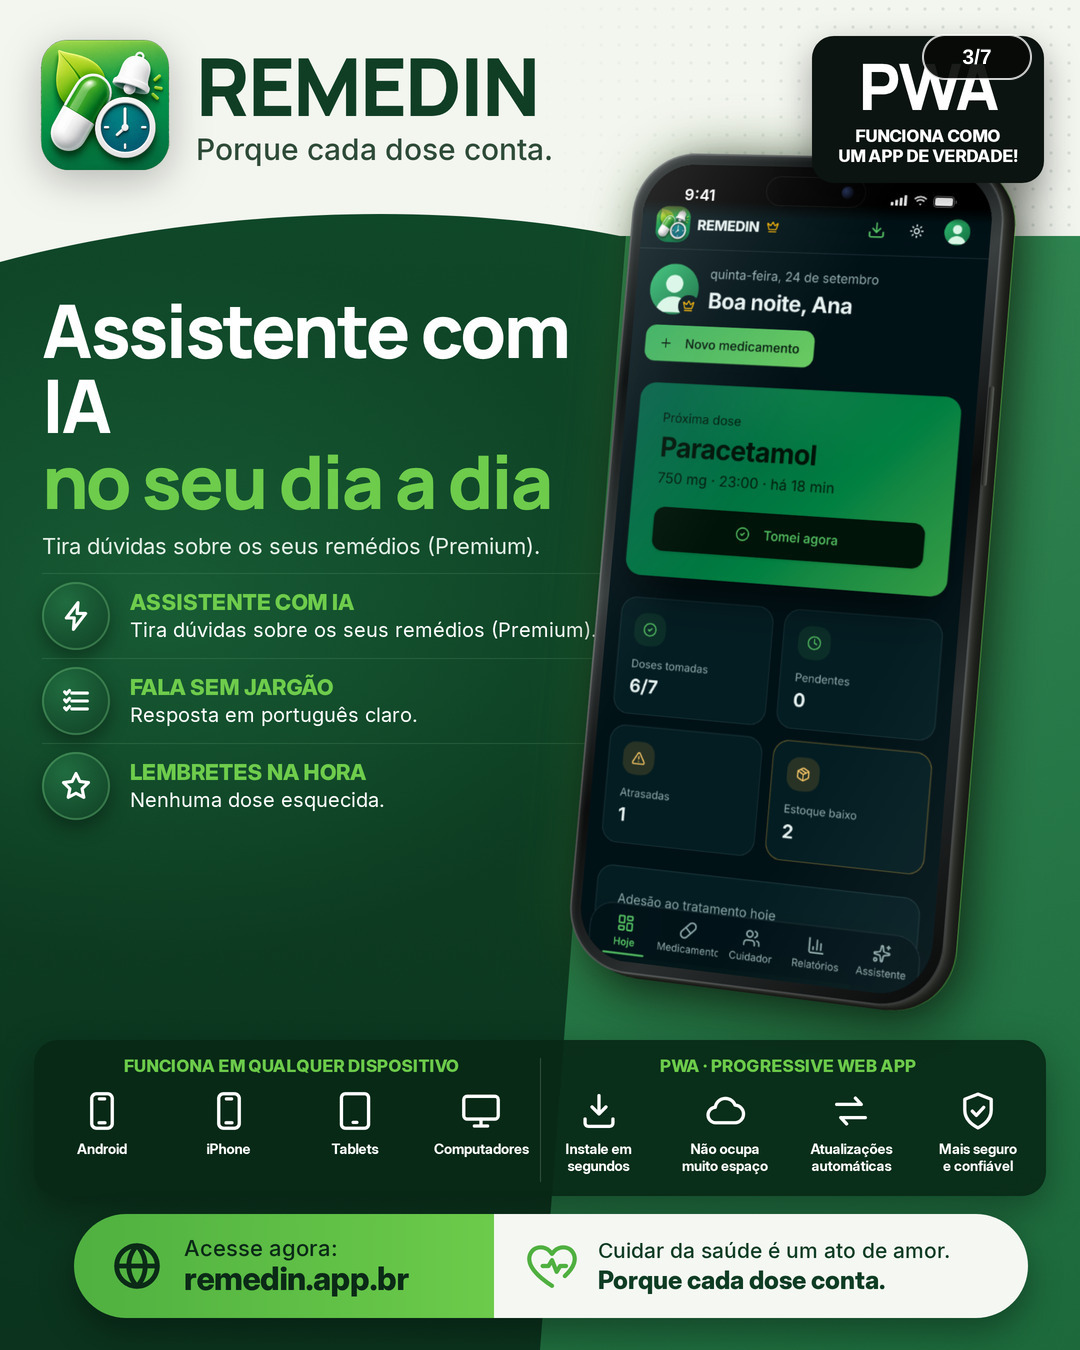 REMEDIN
Porque cada dose conta.
3/7
PWA
FUNCIONA COMO
UM APP DE VERDADE!
Assistente com
IA
no seu dia a dia
Tira dúvidas sobre os seus remédios (Premium).
ASSISTENTE COM IA
Tira dúvidas sobre os seus remédios (Premium).
FALA SEM JARGÃO
Resposta em português claro.
LEMBRETES NA HORA
Nenhuma dose esquecida.
9:41
REMEDIN
quinta-feira, 24 de setembro
Boa noite, Ana
+ Novo medicamento
Próxima dose
Paracetamol
750 mg · 23:00 · há 18 min
Tomei agora
Doses tomadas
6/7
Pendentes
0
Atrasadas
1
Estoque baixo
2
Adesão ao tratamento hoje
Hoje
Medicamentc
Cuidador
Relatórios
Assistente
FUNCIONA EM QUALQUER DISPOSITIVO
Android
iPhone
Tablets
Computadores
PWA · PROGRESSIVE WEB APP
Instale em
segundos
Não ocupa
muito espaço
Atualizações
automáticas
Mais seguro
e confiável
Acesse agora:
remedin.app.br
Cuidar da saúde é um ato de amor.
Porque cada dose conta.